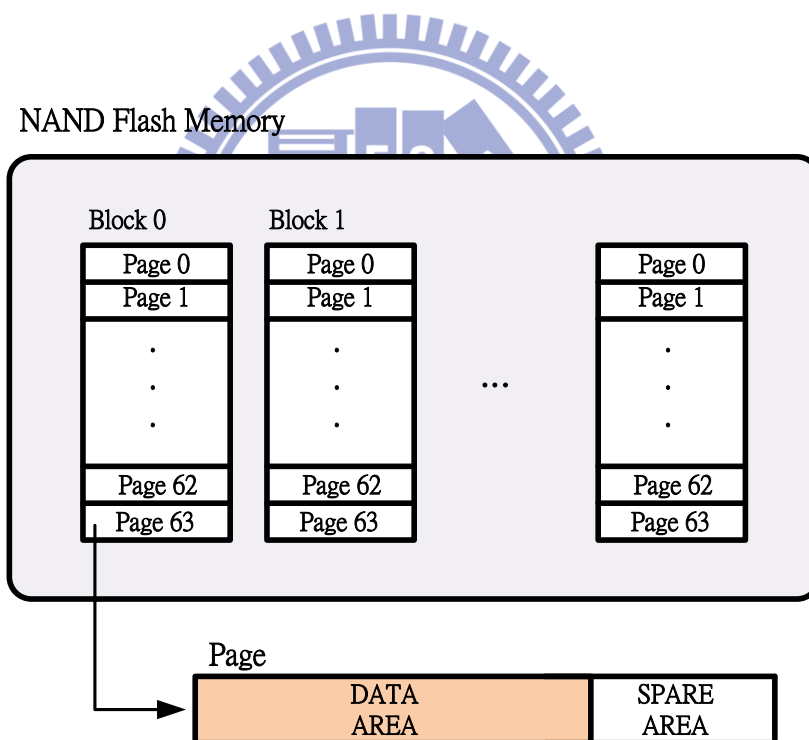 NAND Flash Memory
Block 0
Page 0
Page 1
.
.
.
Page 62
Page 63
Block 1
Page 0
Page 1
.
.
.
Page 62
Page 63
...
Page 0
Page 1
.
.
.
Page 62
Page 63
Page
DATA
AREA
SPARE
AREA